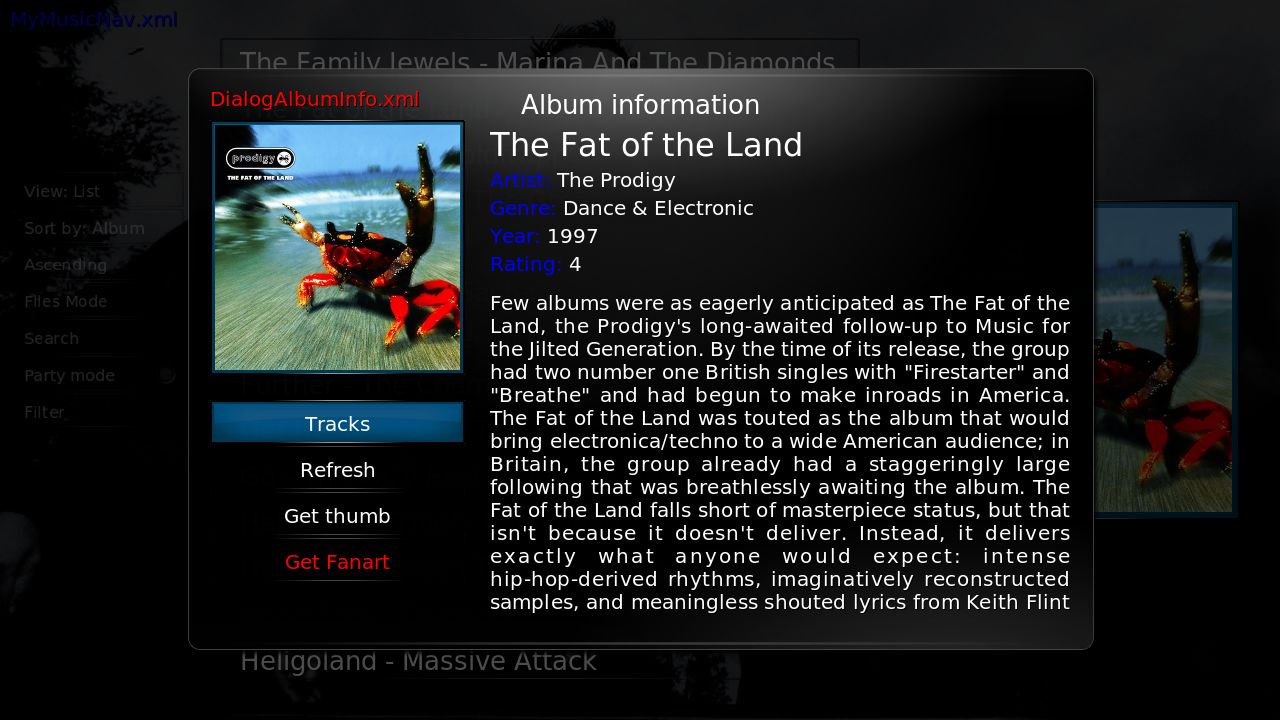 MyMusicNav.xml
The Family Jewels - Marina And The Diamonds
DialogAlbumInfo.xml
Album information
prodigy
THE FAT OF THE LAND
The Fat of the Land
Artist: The Prodigy
Genre: Dance & Electronic
Year: 1997
Rating: 4
View: List
Sort by: Album
Ascending
Files Mode
Search
Party mode
Filter
Few albums were as eagerly anticipated as The Fat of the
Land, the Prodigy's long-awaited follow-up to Music for
the Jilted Generation. By the time of its release, the group
had two number one British singles with "Firestarter" and
"Breathe" and had begun to make inroads in America.
The Fat of the Land was touted as the album that would
bring electronica/techno to a wide American audience; in
Britain, the group already had a staggeringly large
following that was breathlessly awaiting the album. The
Fat of the Land falls short of masterpiece status, but that
isn't because it doesn't deliver. Instead, it delivers
exactly what anyone would expect: intense
hip-hop-derived rhythms, imaginatively reconstructed
samples, and meaningless shouted lyrics from Keith Flint
Tracks
Refresh
Get thumb
Get Fanart
Heligoland - Massive Attack